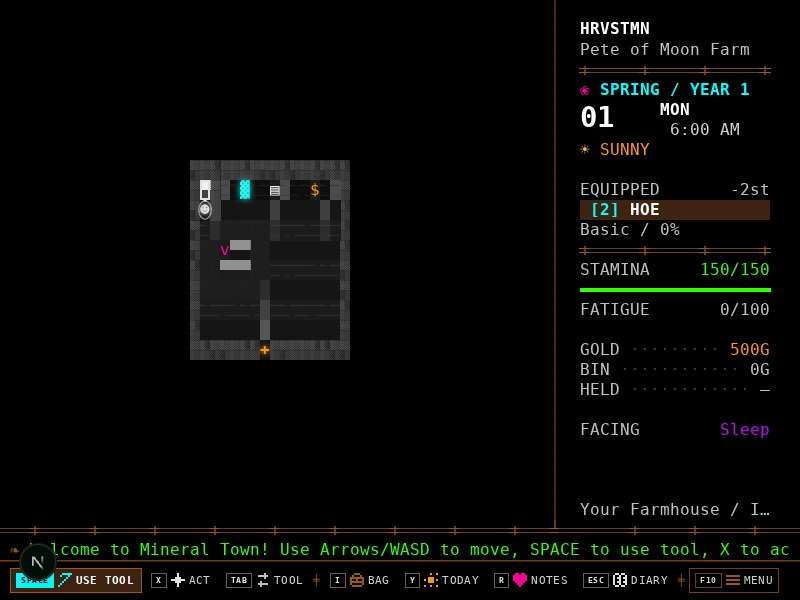 HRVSTMN
Pete of Moon Farm
SPRING / YEAR 1
01 MON
6:00 AM
SUNNY
EQUIPPED -2st
[2] HOE
Basic / 0%
STAMINA 150/150
FATIGUE 0/100
GOLD ········· 500G
BIN ············ 0G
HELD ············ —
FACING Sleep
Your Farmhouse / I…
$
v
+
lcome to Mineral Town! Use Arrows/WASD to move, SPACE to use tool, X to ac
N
USE TOOL
X ACT
TAB TOOL
I BAG
Y TODAY
R NOTES
ESC DIARY
F10 MENU